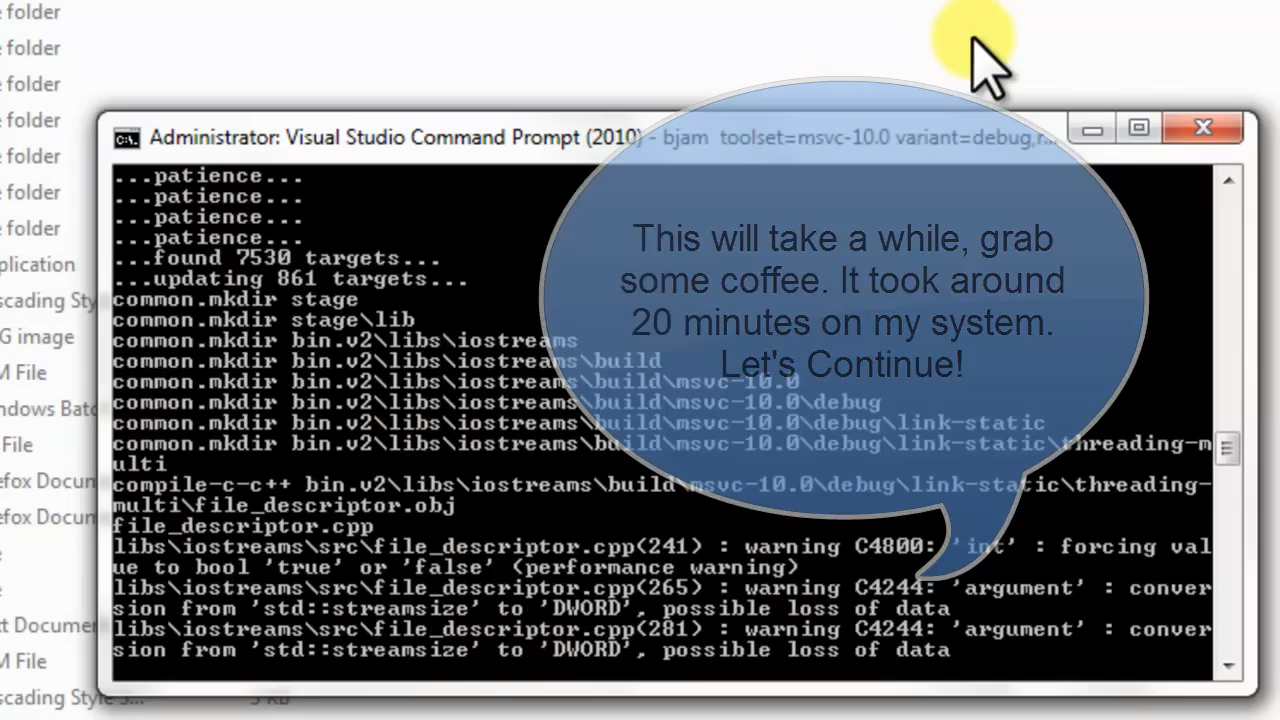 e folder
e folder
e folder
e folder
e folder
e folder
e folder
plication
scading Sty
G image
M File
ndows Batc
File
efox Docum
efox Docum
tt Documen
M File
scading Style S...
Administrator: Visual Studio Command Prompt (2010) - bjam toolset=msvc-10.0 variant=debug,r...
...patience...
...patience...
...patience...
...patience...
...found 7530 targets...
...updating 861 targets...
common.mkdir stage
common.mkdir stage\lib
common.mkdir bin.v2\libs\iostreams
common.mkdir bin.v2\libs\iostreams\build
common.mkdir bin.v2\libs\iostreams\build\msvc-10.0
common.mkdir bin.v2\libs\iostreams\build\msvc-10.0\debug
common.mkdir bin.v2\libs\iostreams\build\msvc-10.0\debug\link-static
common.mkdir bin.v2\libs\iostreams\build\msvc-10.0\debug\link-static\threading-m
ulti
compile-c-c++ bin.v2\libs\iostreams\build\msvc-10.0\debug\link-static\threading-
multi\file_descriptor.obj
file_descriptor.cpp
libs\iostreams\src\file_descriptor.cpp(241) : warning C4800: 'int' : forcing val
ue to bool 'true' or 'false' (performance warning)
libs\iostreams\src\file_descriptor.cpp(265) : warning C4244: 'argument' : conver
sion from 'std::streamsize' to 'DWORD', possible loss of data
libs\iostreams\src\file_descriptor.cpp(281) : warning C4244: 'argument' : conver
sion from 'std::streamsize' to 'DWORD', possible loss of data
This will take a while, grab
some coffee. It took around
20 minutes on my system.
Let's Continue!